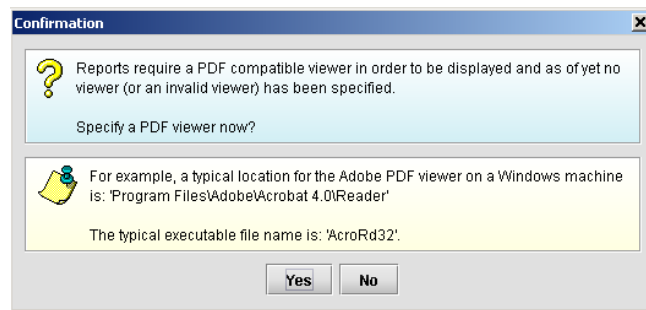 Confirmation
Reports require a PDF compatible viewer in order to be displayed and as of yet no
viewer (or an invalid viewer) has been specified.
Specify a PDF viewer now?
For example, a typical location for the Adobe PDF viewer on a Windows machine
is: 'Program Files\Adobe\Acrobat 4.0\Reader'
The typical executable file name is: 'AcroRd32'.
Yes No